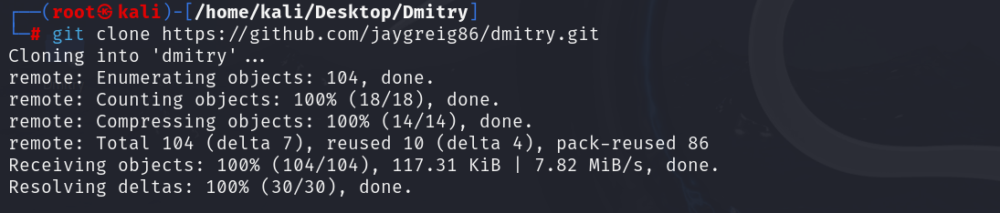 ┌──(root㉿kali)-[/home/kali/Desktop/Dmitry]
└─# git clone https://github.com/jaygreig86/dmitry.git
Cloning into 'dmitry'...
remote: Enumerating objects: 104, done.
remote: Counting objects: 100% (18/18), done.
remote: Compressing objects: 100% (14/14), done.
remote: Total 104 (delta 7), reused 10 (delta 4), pack-reused 86
Receiving objects: 100% (104/104), 117.31 KiB | 7.82 MiB/s, done.
Resolving deltas: 100% (30/30), done.